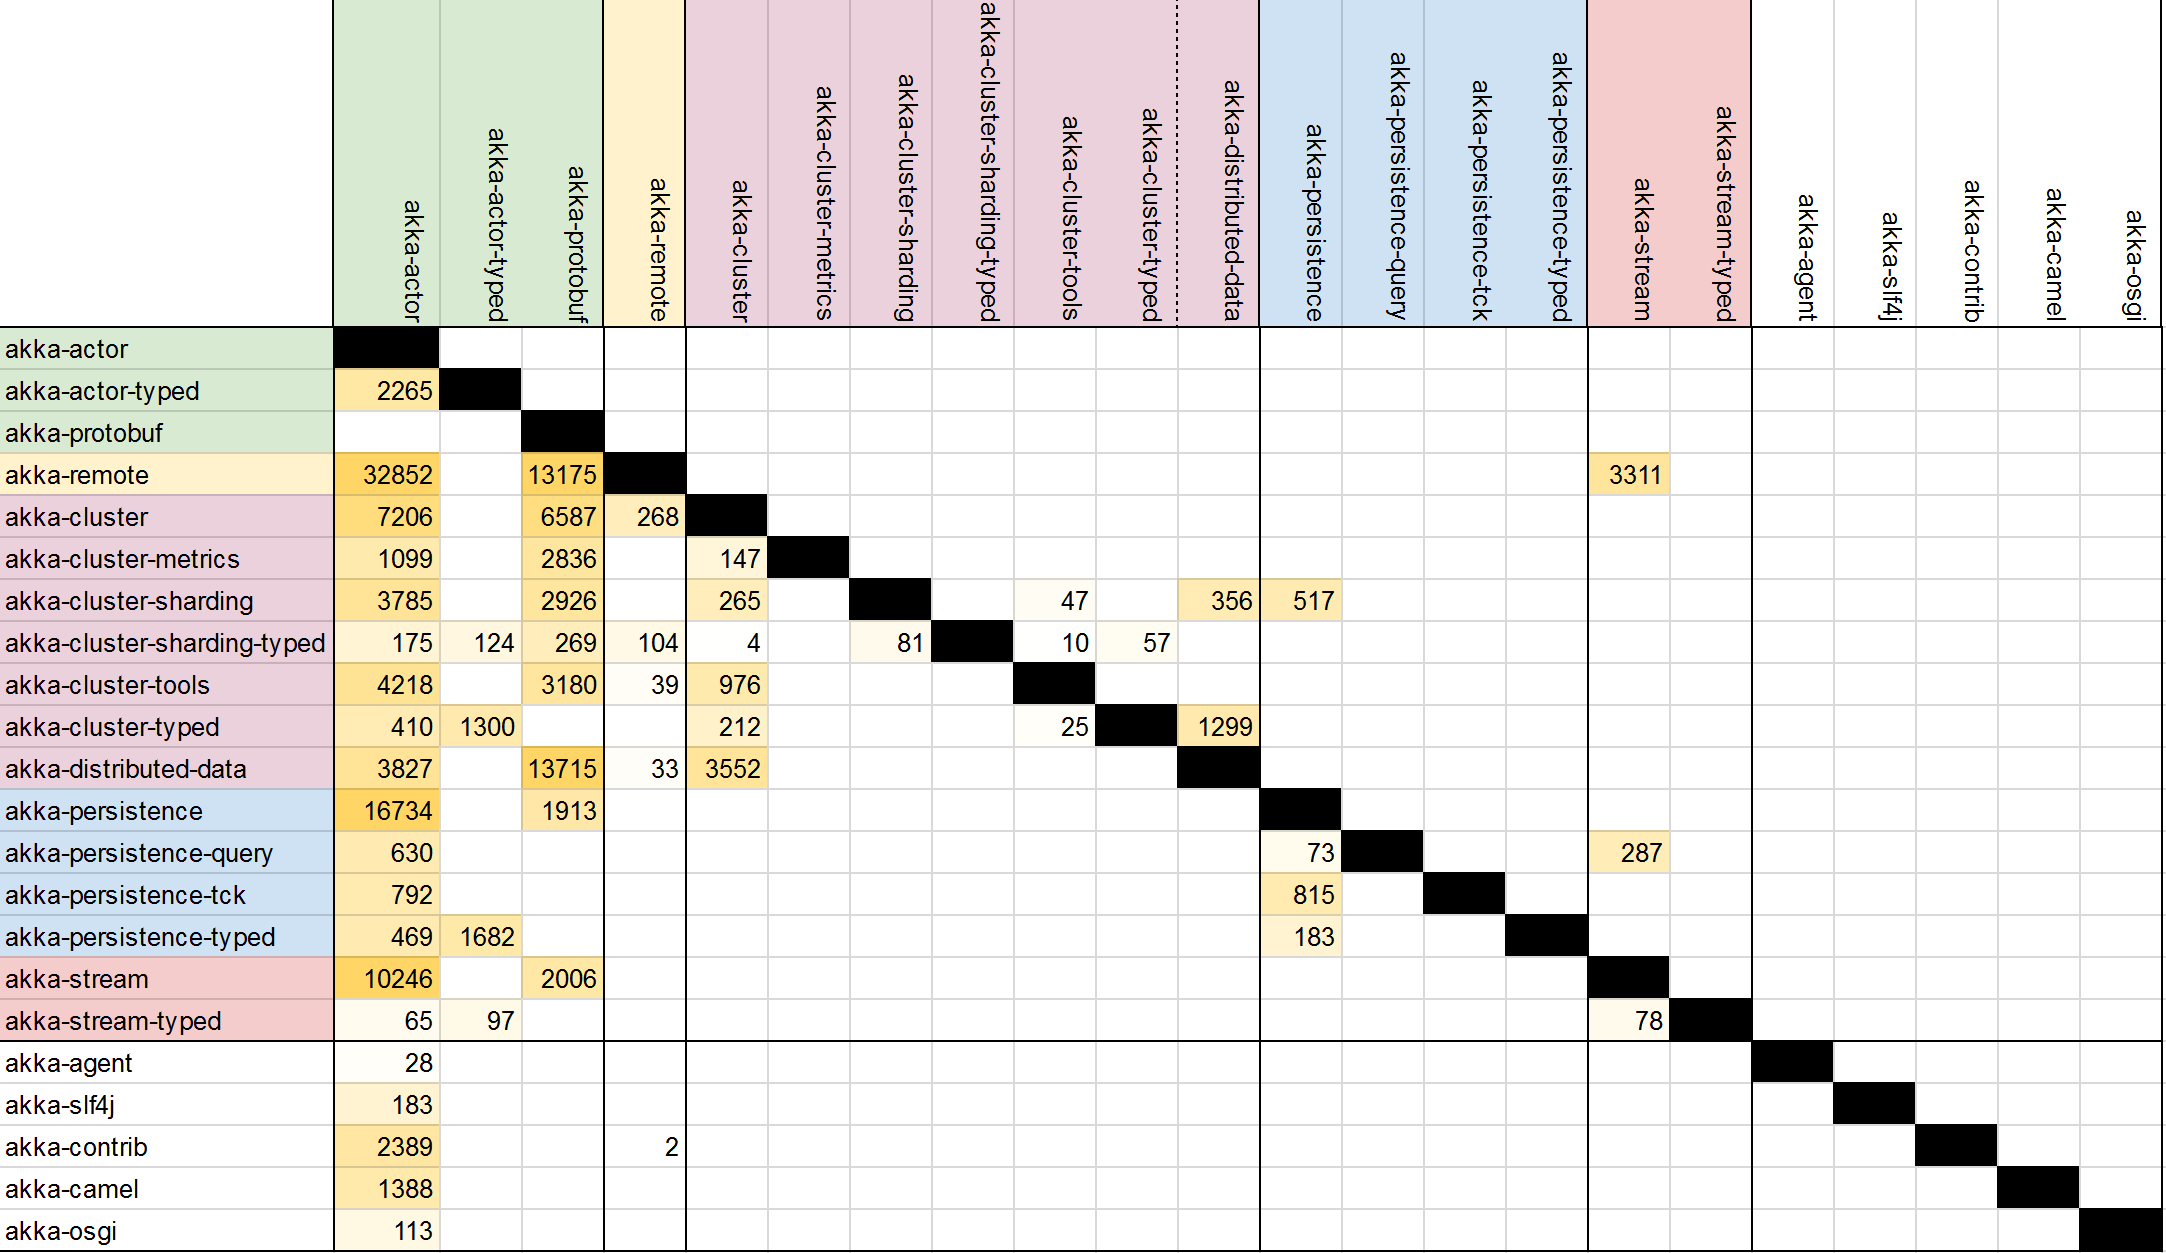 akka-actor
akka-actor-typed
akka-protobuf
akka-remote
akka-cluster
akka-cluster-metrics
akka-cluster-sharding
akka-cluster-sharding-typed
akka-cluster-tools
akka-cluster-typed
akka-distributed-data
akka-persistence
akka-persistence-query
akka-persistence-tck
akka-persistence-typed
akka-stream
akka-stream-typed
akka-agent
akka-slf4j
akka-contrib
akka-camel
akka-osgi
akka-actor
akka-actor-typed 2265
akka-protobuf
akka-remote 32852 13175 3311
akka-cluster 7206 6587 268
akka-cluster-metrics 1099 2836 147
akka-cluster-sharding 3785 2926 265 47 356 517
akka-cluster-sharding-typed 175 124 269 104 4 81 10 57
akka-cluster-tools 4218 3180 39 976
akka-cluster-typed 410 1300 212 25 1299
akka-distributed-data 3827 13715 33 3552
akka-persistence 16734 1913
akka-persistence-query 630 73 287
akka-persistence-tck 792 815
akka-persistence-typed 469 1682 183
akka-stream 10246 2006
akka-stream-typed 65 97 78
akka-agent 28
akka-slf4j 183
akka-contrib 2389 2
akka-camel 1388
akka-osgi 113